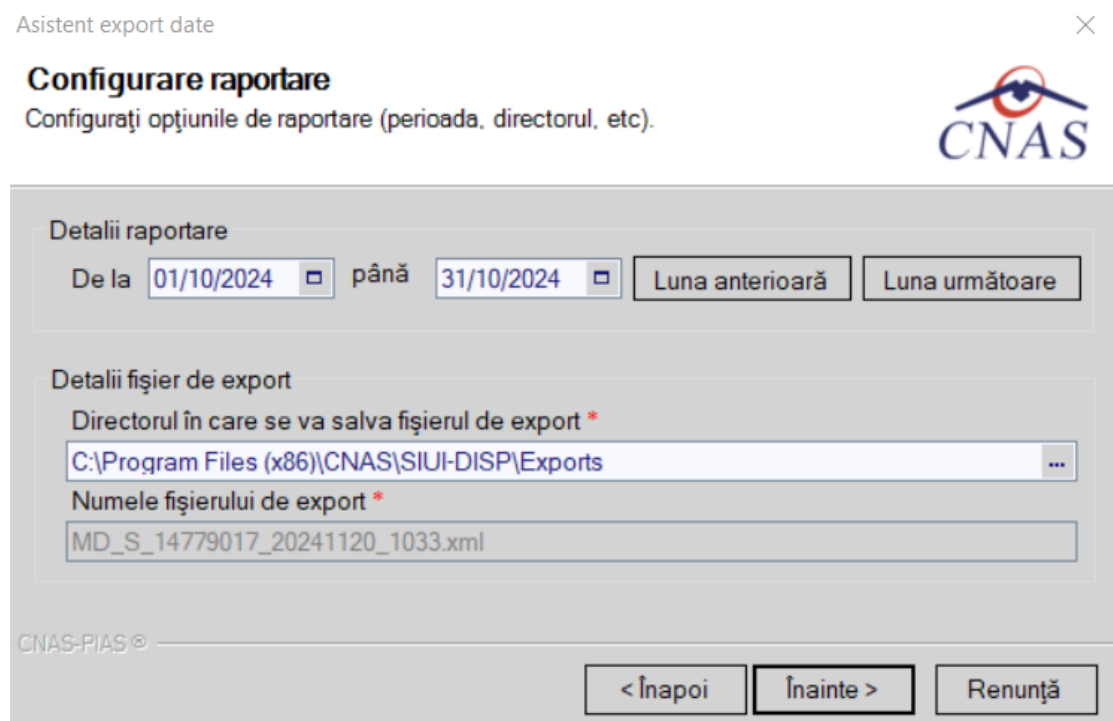 Asistent export date
Configurare raportare
Configurați opțiunile de raportare (perioada, directorul, etc).
CNAS
Detalii raportare
De la 01/10/2024 până 31/10/2024 Luna anterioară Luna următoare
Detalii fișier de export
Directorul în care se va salva fișierul de export *
C:\Program Files (x86)\CNAS\SIUI-DISP\Exports ...
Numele fișierului de export *
MD_S_14779017_20241120_1033.xml
CNAS-PIAS ®
< Înapoi Înainte > Renunță